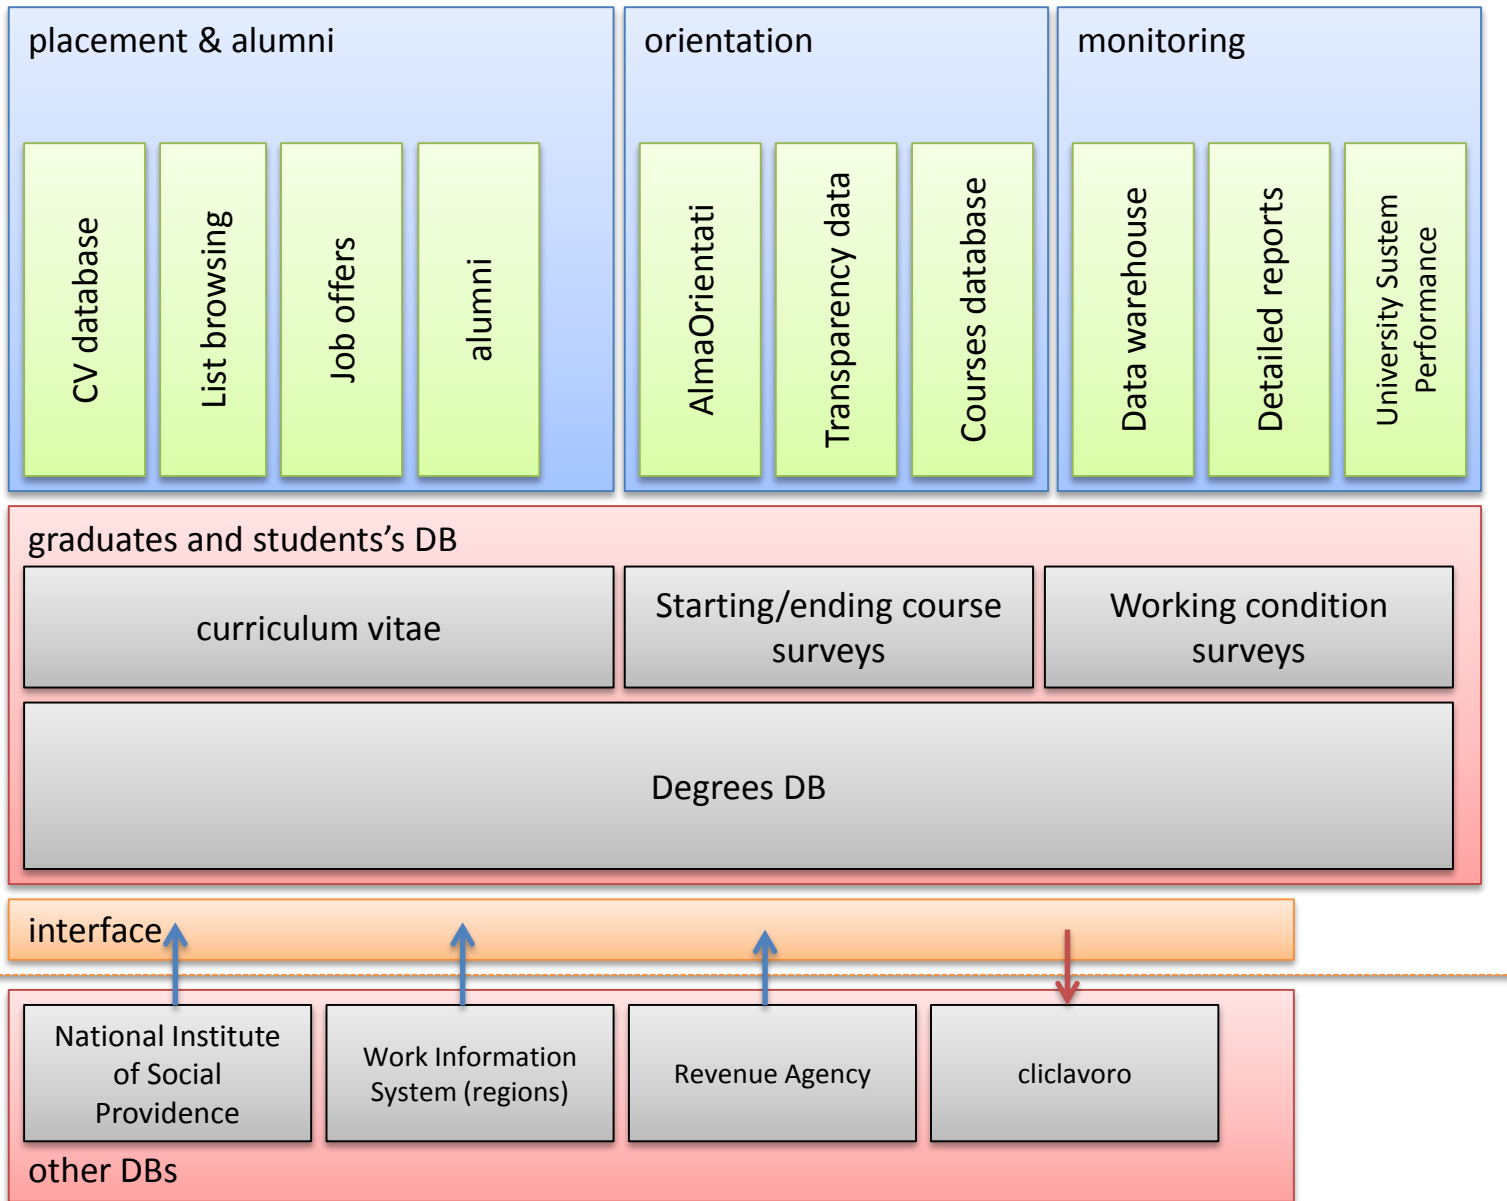 placement & alumni
CV database
List browsing
Job offers
alumni
orientation
AlmaOrientati
Transparency data
Courses database
monitoring
Data warehouse
Detailed reports
University Sustem
Performance
graduates and students’s DB
curriculum vitae
Starting/ending course
surveys
Working condition
surveys
Degrees DB
interface
National Institute
of Social
Providence
Work Information
System (regions)
Revenue Agency
cliclavoro
other DBs